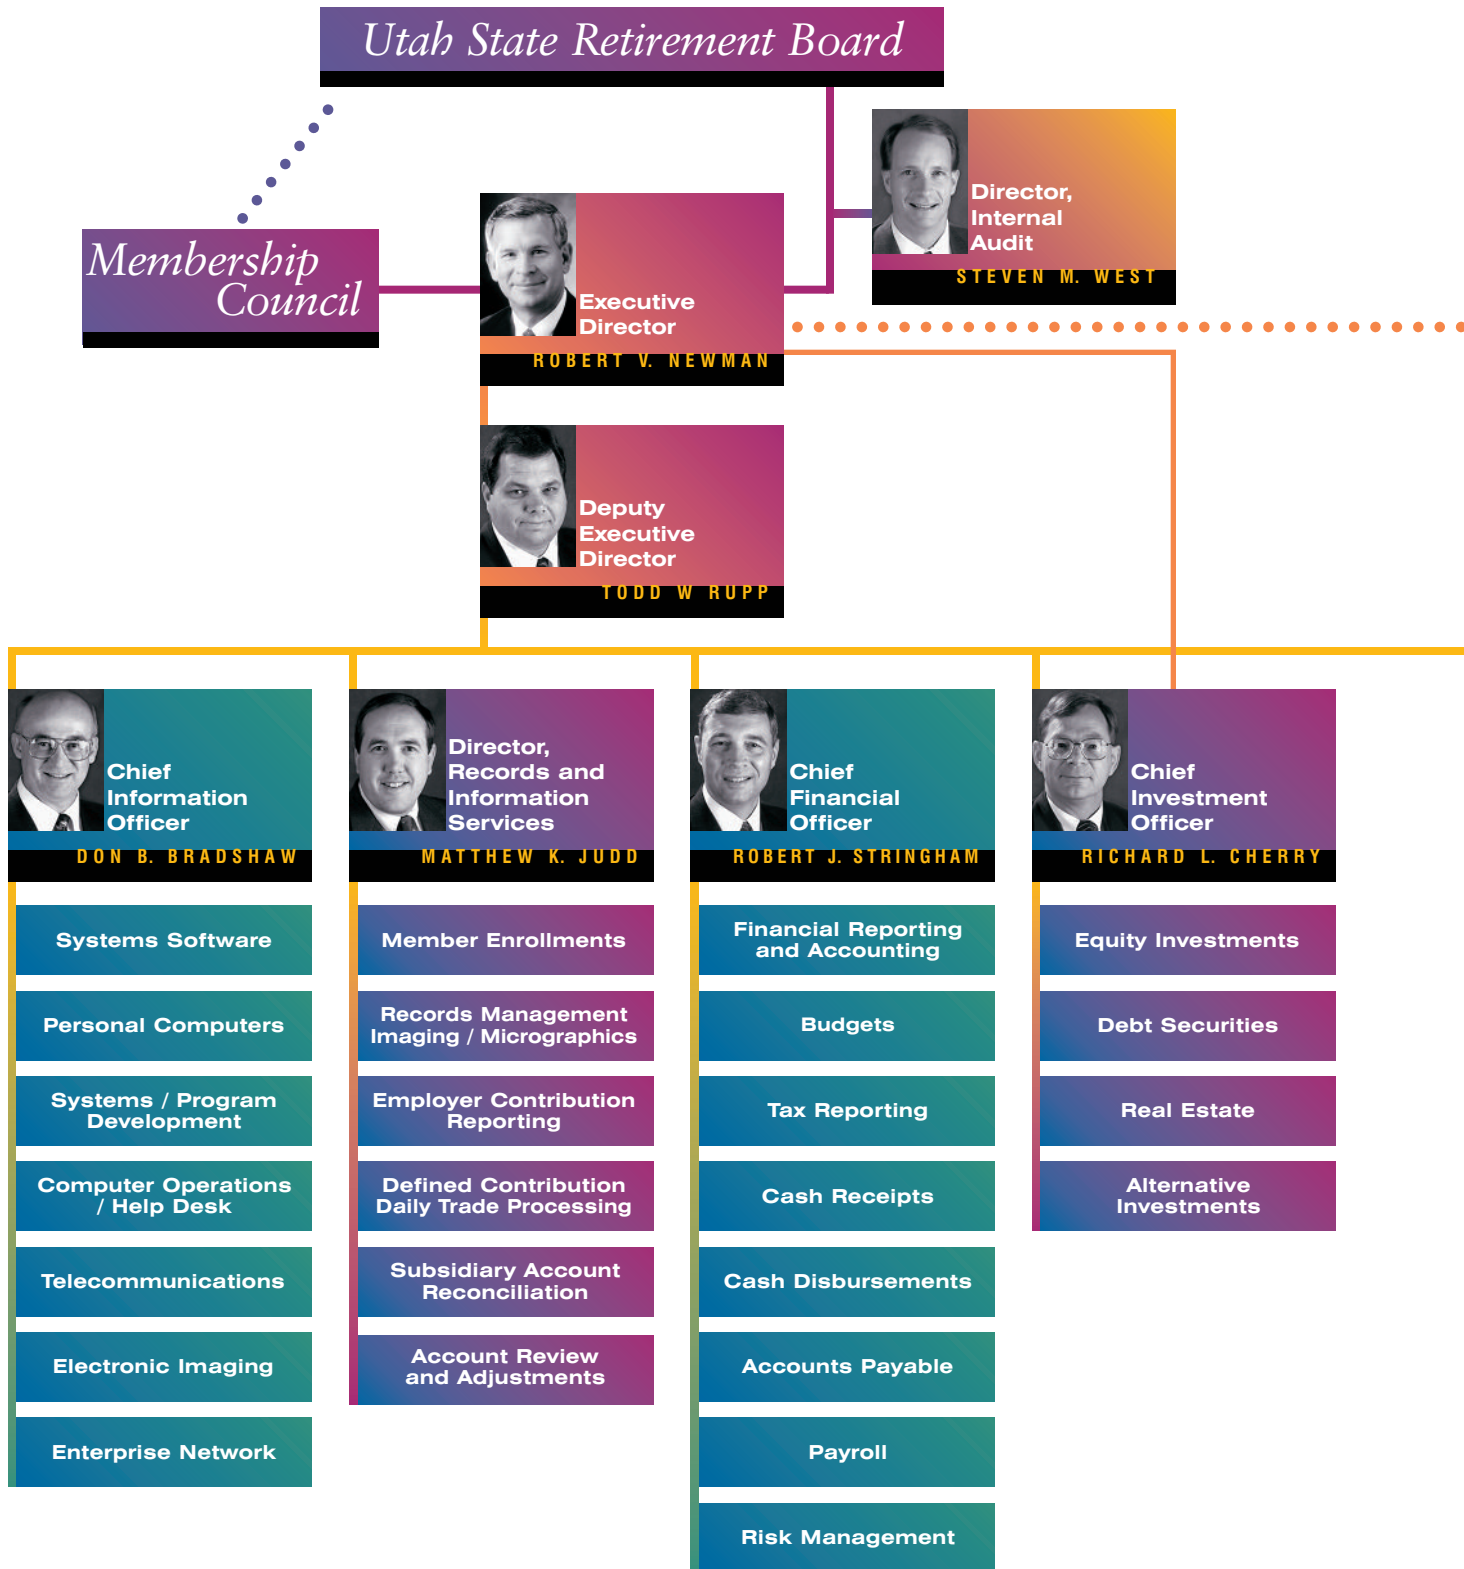 Utah State Retirement Board
Director,
Internal
Audit
STEVEN M. WEST
Membership
Council
Executive
Director
ROBERT V. NEWMAN
Deputy
Executive
Director
TODD W RUPP
Chief
Information
Officer
DON B. BRADSHAW
Systems Software
Personal Computers
Systems / Program
Development
Computer Operations
/ Help Desk
Telecommunications
Electronic Imaging
Enterprise Network
Director,
Records and
Information
Services
MATTHEW K. JUDD
Member Enrollments
Records Management
Imaging / Micrographics
Employer Contribution
Reporting
Defined Contribution
Daily Trade Processing
Subsidiary Account
Reconciliation
Account Review
and Adjustments
Chief
Financial
Officer
ROBERT J. STRINGHAM
Financial Reporting
and Accounting
Budgets
Tax Reporting
Cash Receipts
Cash Disbursements
Accounts Payable
Payroll
Risk Management
Chief
Investment
Officer
RICHARD L. CHERRY
Equity Investments
Debt Securities
Real Estate
Alternative
Investments